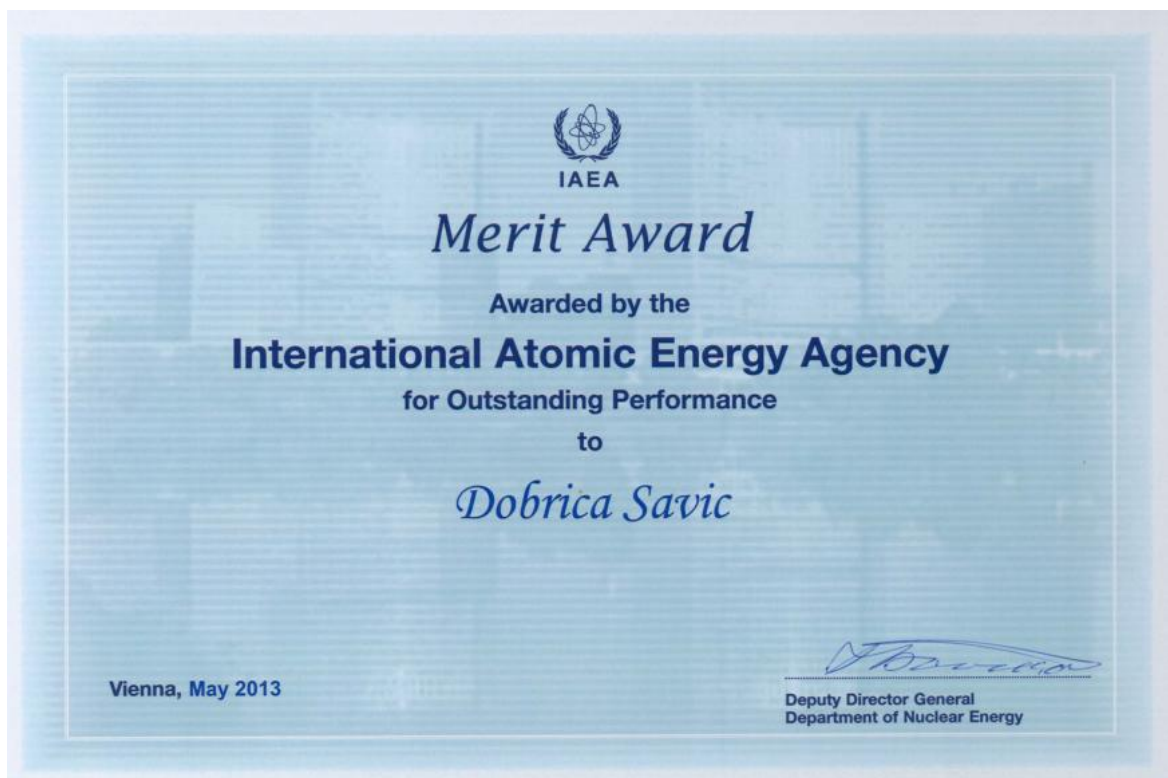 IAEA
Merit Award
Awarded by the
International Atomic Energy Agency
for Outstanding Performance
to
Dobrica Savic
Vienna, May 2013
Deputy Director General
Department of Nuclear Energy